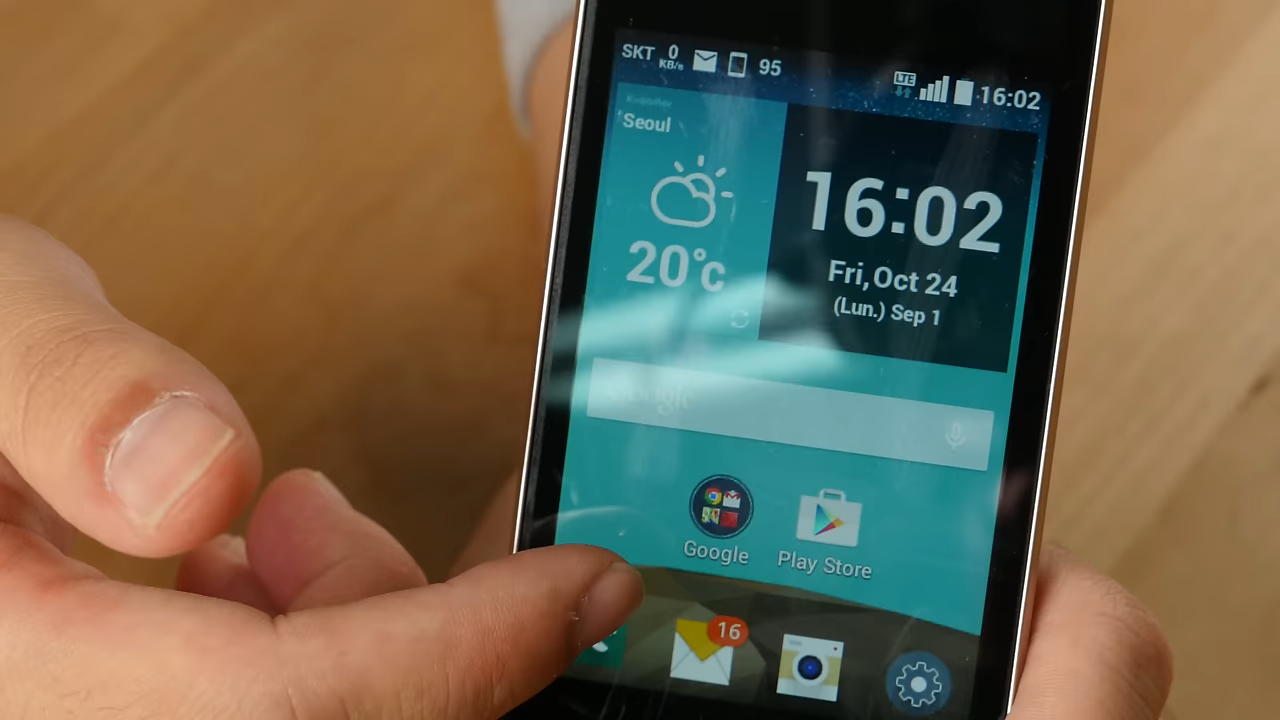 SKT 0 KB/s 95 LTE 16:02
Seoul
20°c
16:02
Fri, Oct 24
(Lun.) Sep 1
Google
Google
Play Store
16